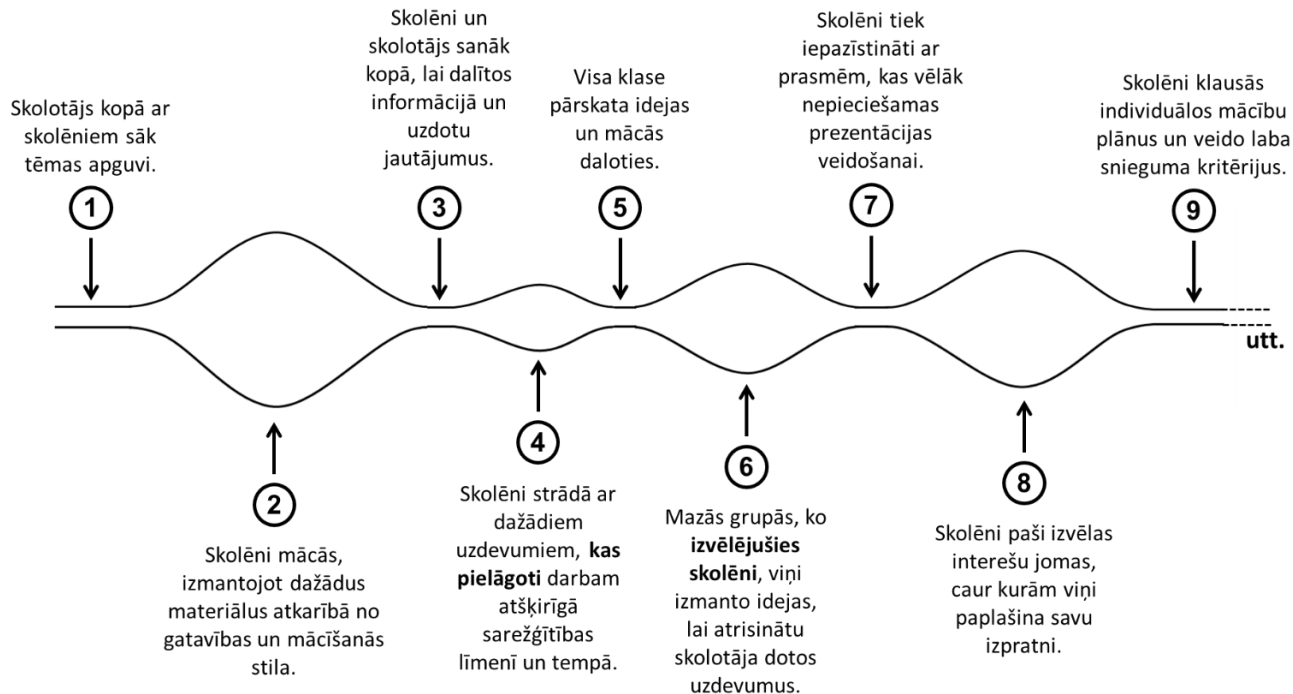 Skolotājs kopā ar
skolēniem sāk
tēmas apguvi.
1
2
Skolēni mācās,
izmantojot dažādus
materiālus atkarībā no
gatavības un mācīšanās
stila.
Skolēni un
skolotājs sanāk
kopā, lai dalītos
informācijā un
uzdotu
jautājumus.
3
4
Skolēni strādā ar
dažādiem
uzdevumiem, kas
pielāgoti darbam
atšķirīgā
sarežģītības
līmenī un tempā.
Visa klase
pārskata idejas
un mācās
daloties.
5
6
Mazās grupās, ko
izvēlējušies
skolēni, viņi
izmanto idejas,
lai atrisinātu
skolotāja dotos
uzdevumus.
Skolēni tiek
iepazīstināti ar
prasmēm, kas vēlāk
nepieciešamas
prezentācijas
veidošanai.
7
8
Skolēni paši izvēlas
interešu jomas,
caur kurām viņi
paplašina savu
izpratni.
Skolēni klausās
individuālos mācību
plānus un veido laba
snieguma kritērijus.
9
utt.